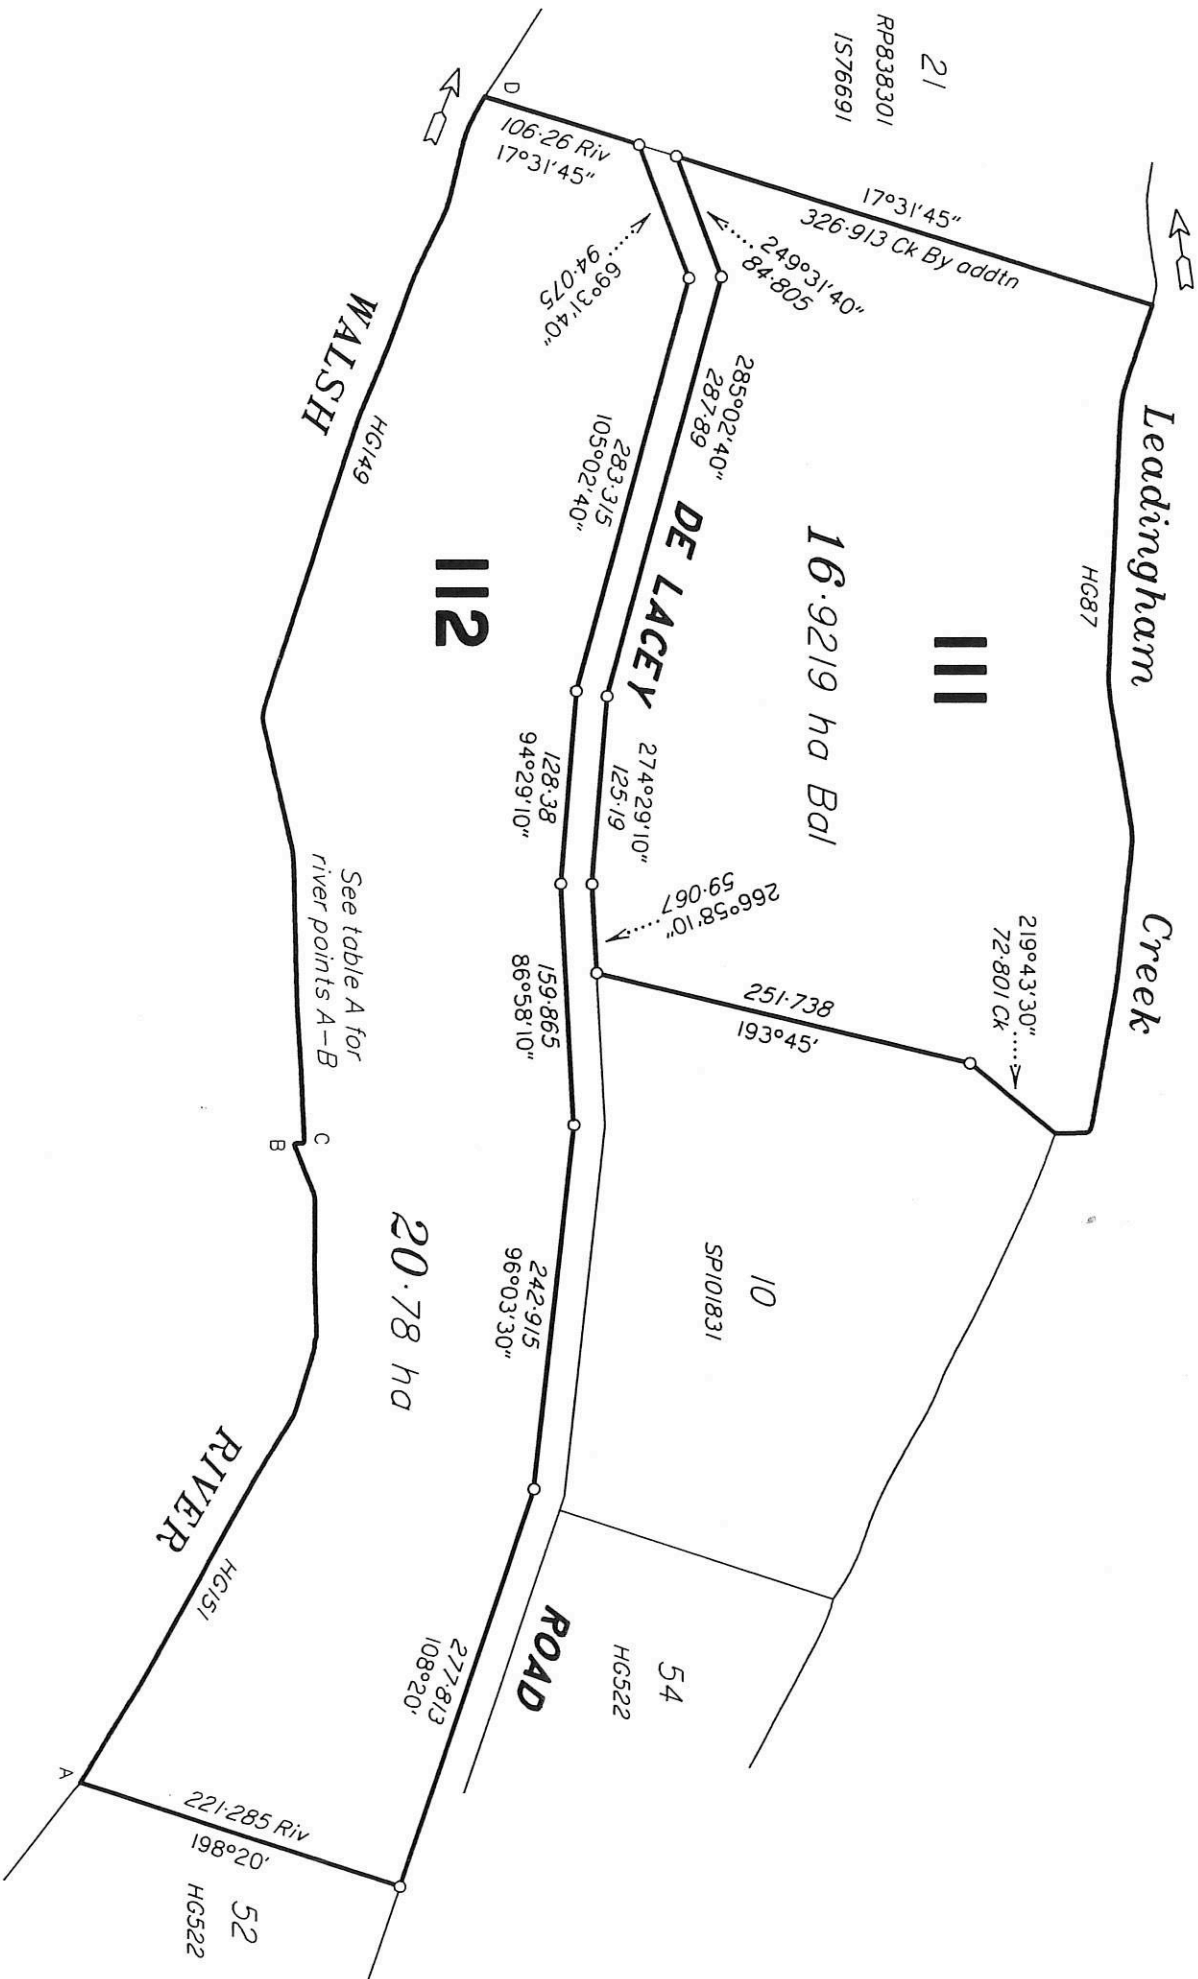 21
RP838301
IS76691
Leadingham Creek
HG87
17°31'45"
326·913 Ck By addtn
111
16·9219 ha Bal
219°43'30"
72·801 Ck
249°31'40"
84·805
285°02'40"
287·89
274°29'10"
125·19
266°58'10"
59·067
251·738
193°45'
10
SP101831
54
HG522
DE LACEY ROAD
D
106·26 Riv
17°31'45"
69°31'40"
94·075
283·315
105°02'40"
128·38
94°29'10"
159·865
86°58'10"
242·915
96°03'30"
277·813
108°20'
112
20·78 ha
WALSH RIVER
HG149
See table A for
river points A-B
C
B
HG151
A
221·285 Riv
198°20'
52
HG522